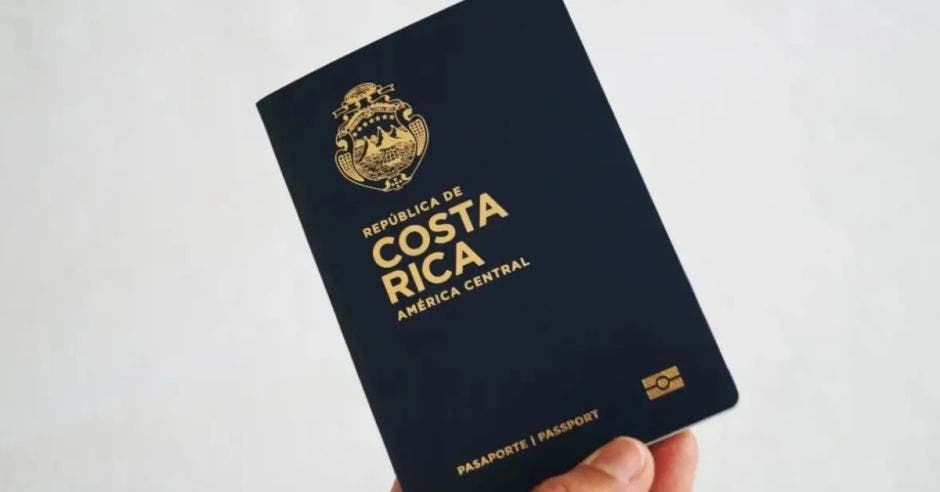 REPÚBLICA DE
COSTA
RICA
AMÉRICA CENTRAL
PASAPORTE | PASSPORT